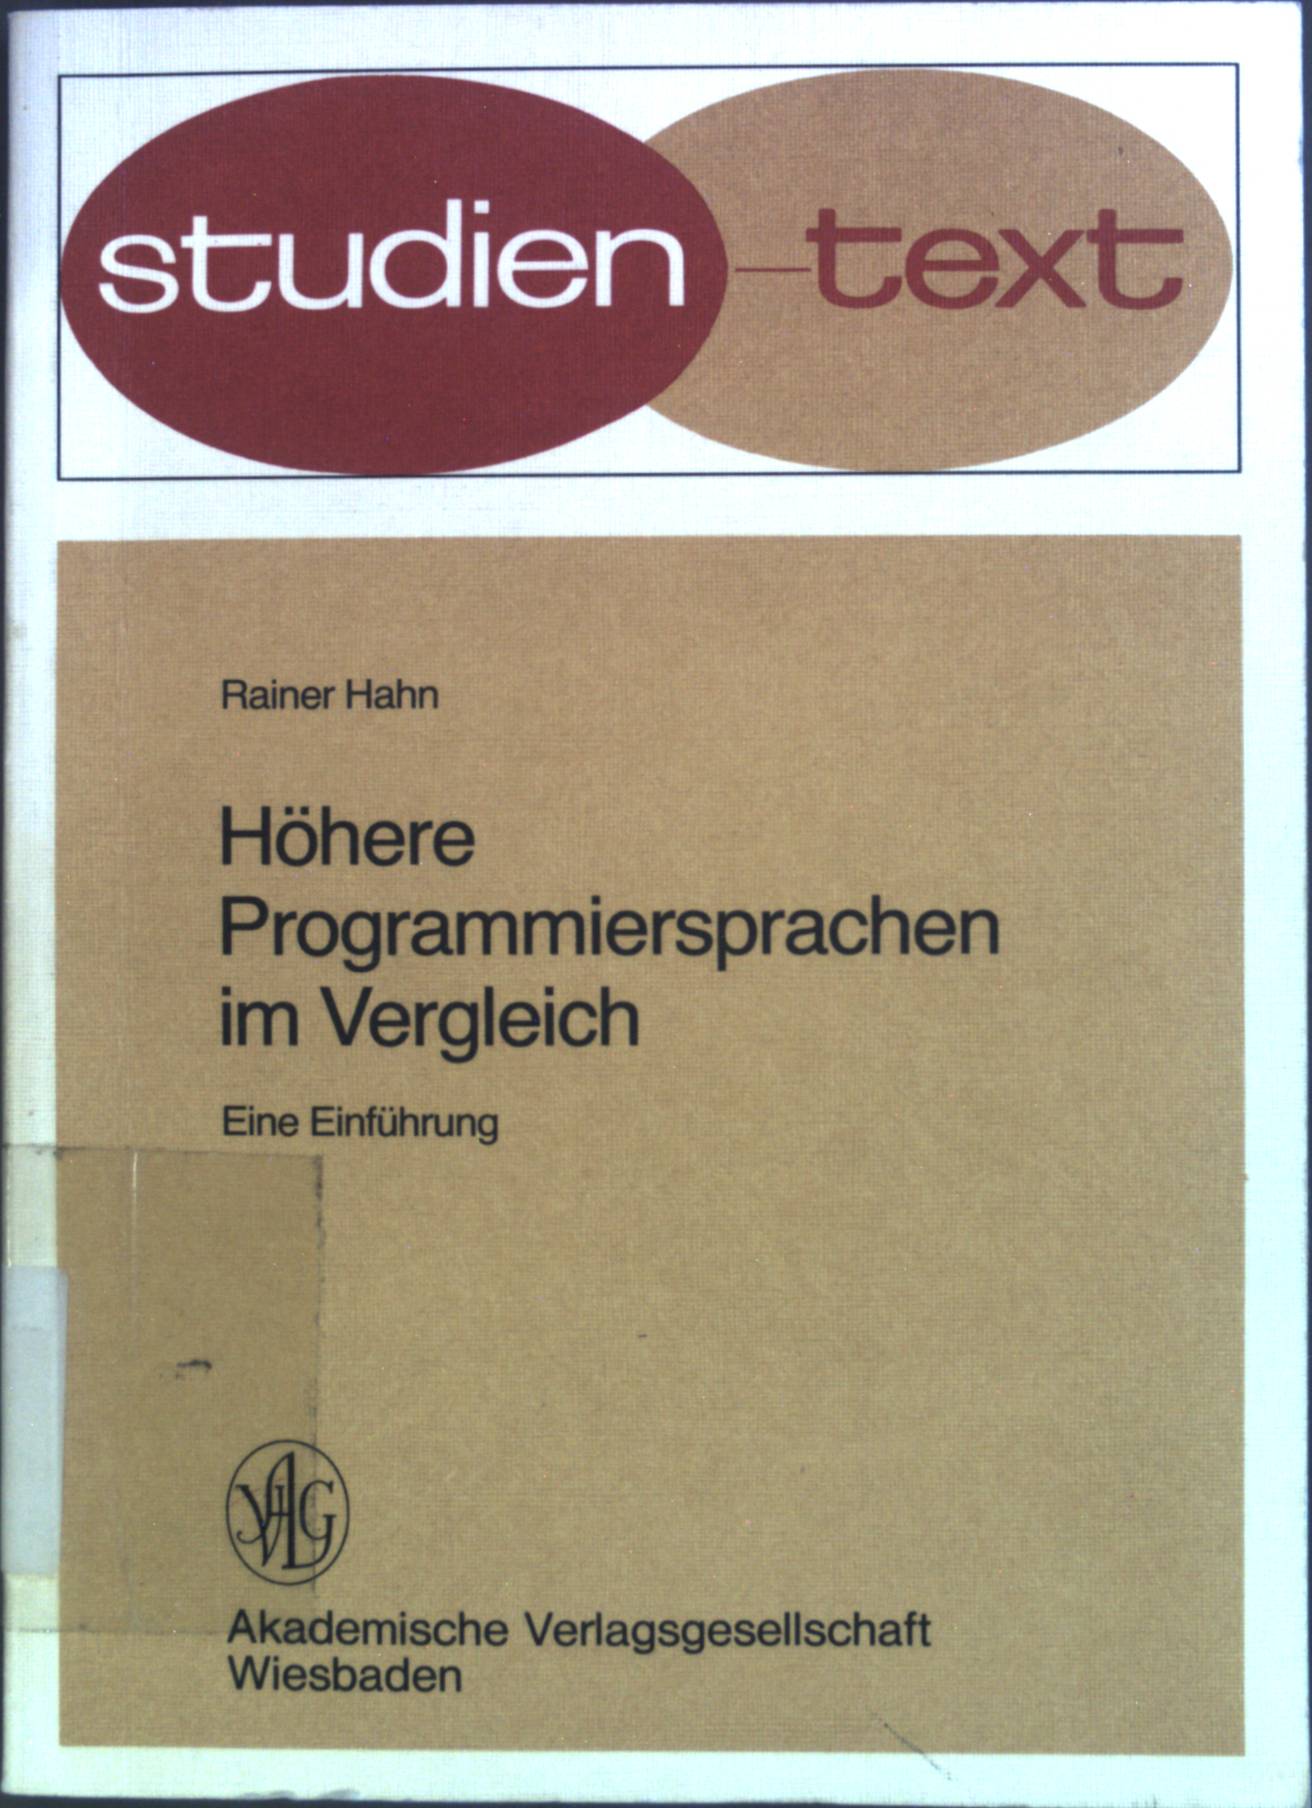 studien–text
Rainer Hahn
Höhere
Programmiersprachen
im Vergleich
Eine Einführung
AVG
Akademische Verlagsgesellschaft
Wiesbaden